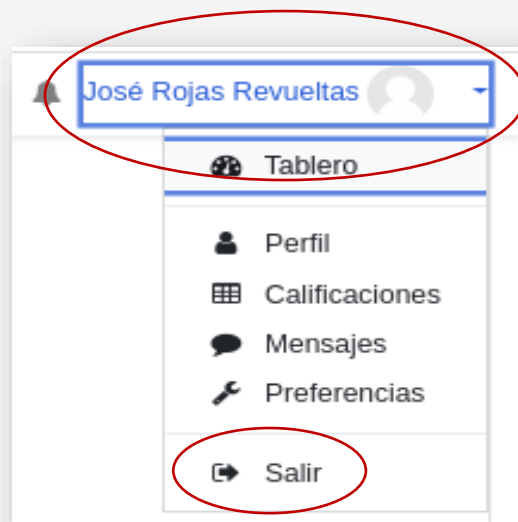 José Rojas Revueltas
Tablero
Perfil
Calificaciones
Mensajes
Preferencias
Salir